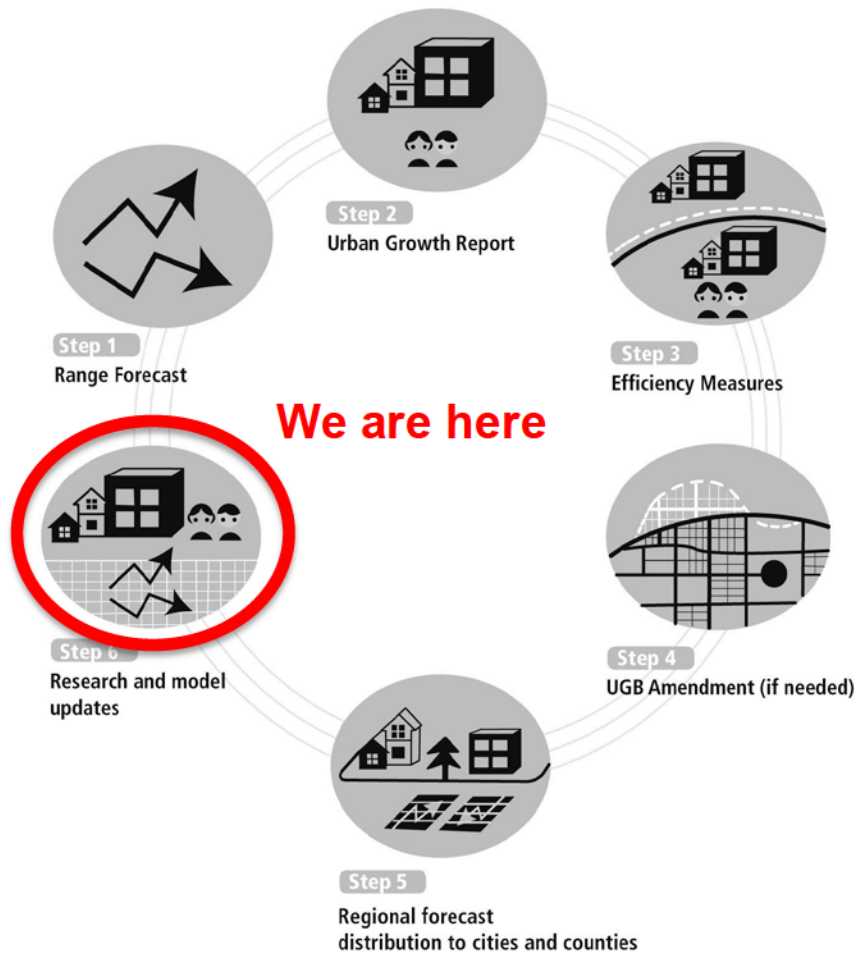 Step 1
Range Forecast
Step 2
Urban Growth Report
Step 3
Efficiency Measures
Step 4
UGB Amendment (if needed)
Step 5
Regional forecast
distribution to cities and counties
Step 6
Research and model
updates
We are here